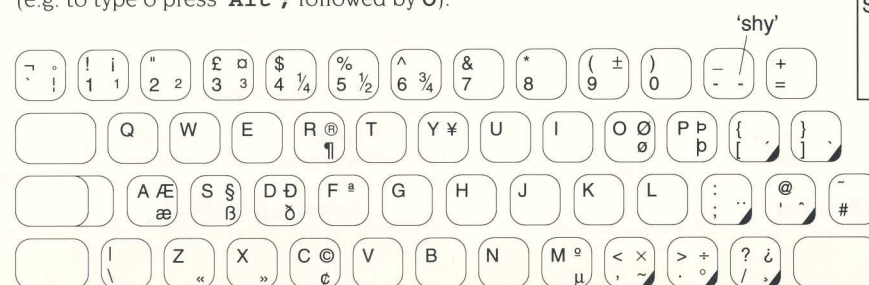 (e.g. to type ó press 'Alt ;' followed by O).
'shy'
¬ ° ! ¡ " £ ¤ $ % ^ & * ( ± ) _ +
` ¦ 1 ¹ 2 ² 3 ³ 4 ¼ 5 ½ 6 ¾ 7 8 9 0 - - =
Q W E R ® T Y ¥ U I O Ø P Þ { }
¶ ø þ [ ´ ] `
A Æ S § D Ð F ª G H J K L : @ ~
æ ß ð ; ¨ ' ^ #
| Z X C © V B N M º < × > ÷ ? ¿
\ « » ¢ µ , ~ . ° / ¸